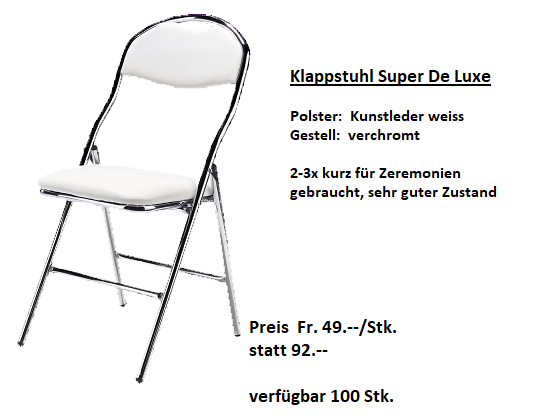 Klappstuhl Super De Luxe
Polster:  Kunstleder weiss
Gestell:  verchromt
2-3x kurz für Zeremonien
gebraucht, sehr guter Zustand
Preis  Fr. 49.--/Stk.
statt 92.--
verfügbar 100 Stk.